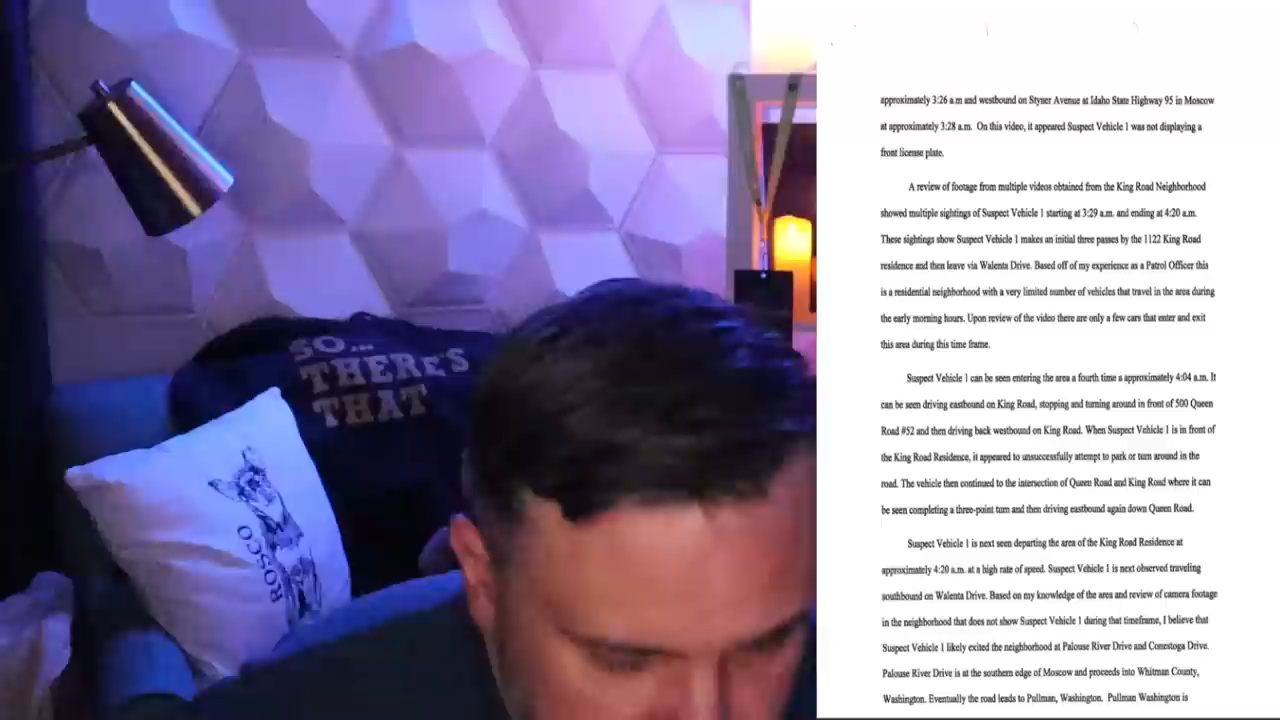 SO...
THERE'S
THAT
ROSCO
approximately 3:26 a.m and westbound on Styner Avenue at Idaho State Highway 95 in Moscow
at approximately 3:28 a.m. On this video, it appeared Suspect Vehicle 1 was not displaying a
front license plate.
A review of footage from multiple videos obtained from the King Road Neighborhood
showed multiple sightings of Suspect Vehicle 1 starting at 3:29 a.m. and ending at 4:20 a.m.
These sightings show Suspect Vehicle 1 makes an initial three passes by the 1122 King Road
residence and then leave via Walenta Drive. Based off of my experience as a Patrol Officer this
is a residential neighborhood with a very limited number of vehicles that travel in the area during
the early morning hours. Upon review of the video there are only a few cars that enter and exit
this area during this time frame.
Suspect Vehicle 1 can be seen entering the area a fourth time a approximately 4:04 a.m. It
can be seen driving eastbound on King Road, stopping and turning around in front of 500 Queen
Road #52 and then driving back westbound on King Road. When Suspect Vehicle 1 is in front of
the King Road Residence, it appeared to unsuccessfully attempt to park or turn around in the
road. The vehicle then continued to the intersection of Queen Road and King Road where it can
be seen completing a three-point turn and then driving eastbound again down Queen Road.
Suspect Vehicle 1 is next seen departing the area of the King Road Residence at
approximately 4:20 a.m. at a high rate of speed. Suspect Vehicle 1 is next observed traveling
southbound on Walenta Drive. Based on my knowledge of the area and review of camera footage
in the neighborhood that does not show Suspect Vehicle 1 during that timeframe, I believe that
Suspect Vehicle 1 likely exited the neighborhood at Palouse River Drive and Conestoga Drive.
Palouse River Drive is at the southern edge of Moscow and proceeds into Whitman County,
Washington. Eventually the road leads to Pullman, Washington. Pullman Washington is